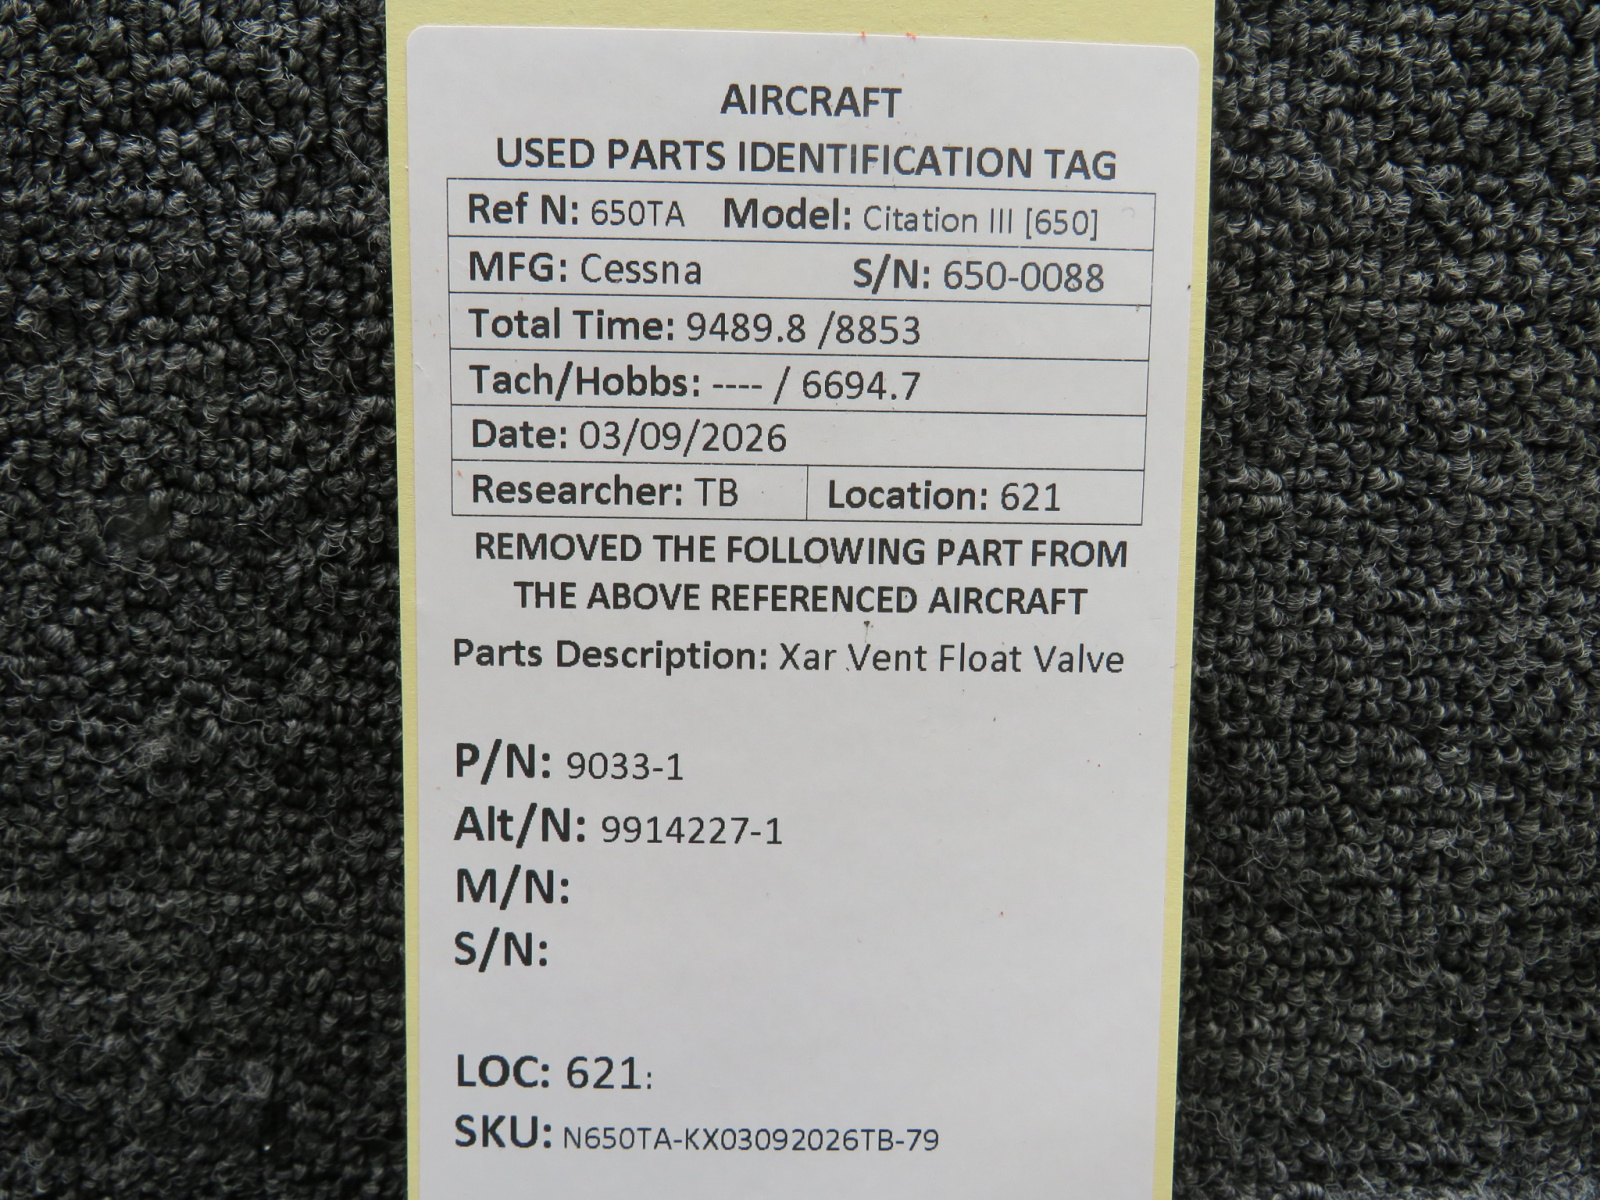 AIRCRAFT
USED PARTS IDENTIFICATION TAG
Ref N: 650TA Model: Citation III [650]
MFG: Cessna S/N: 650-0088
Total Time: 9489.8 /8853
Tach/Hobbs: ---- / 6694.7
Date: 03/09/2026
Researcher: TB Location: 621
REMOVED THE FOLLOWING PART FROM
THE ABOVE REFERENCED AIRCRAFT
Parts Description: Xar Vent Float Valve
P/N: 9033-1
Alt/N: 9914227-1
M/N:
S/N:
LOC: 621:
SKU: N650TA-KX03092026TB-79